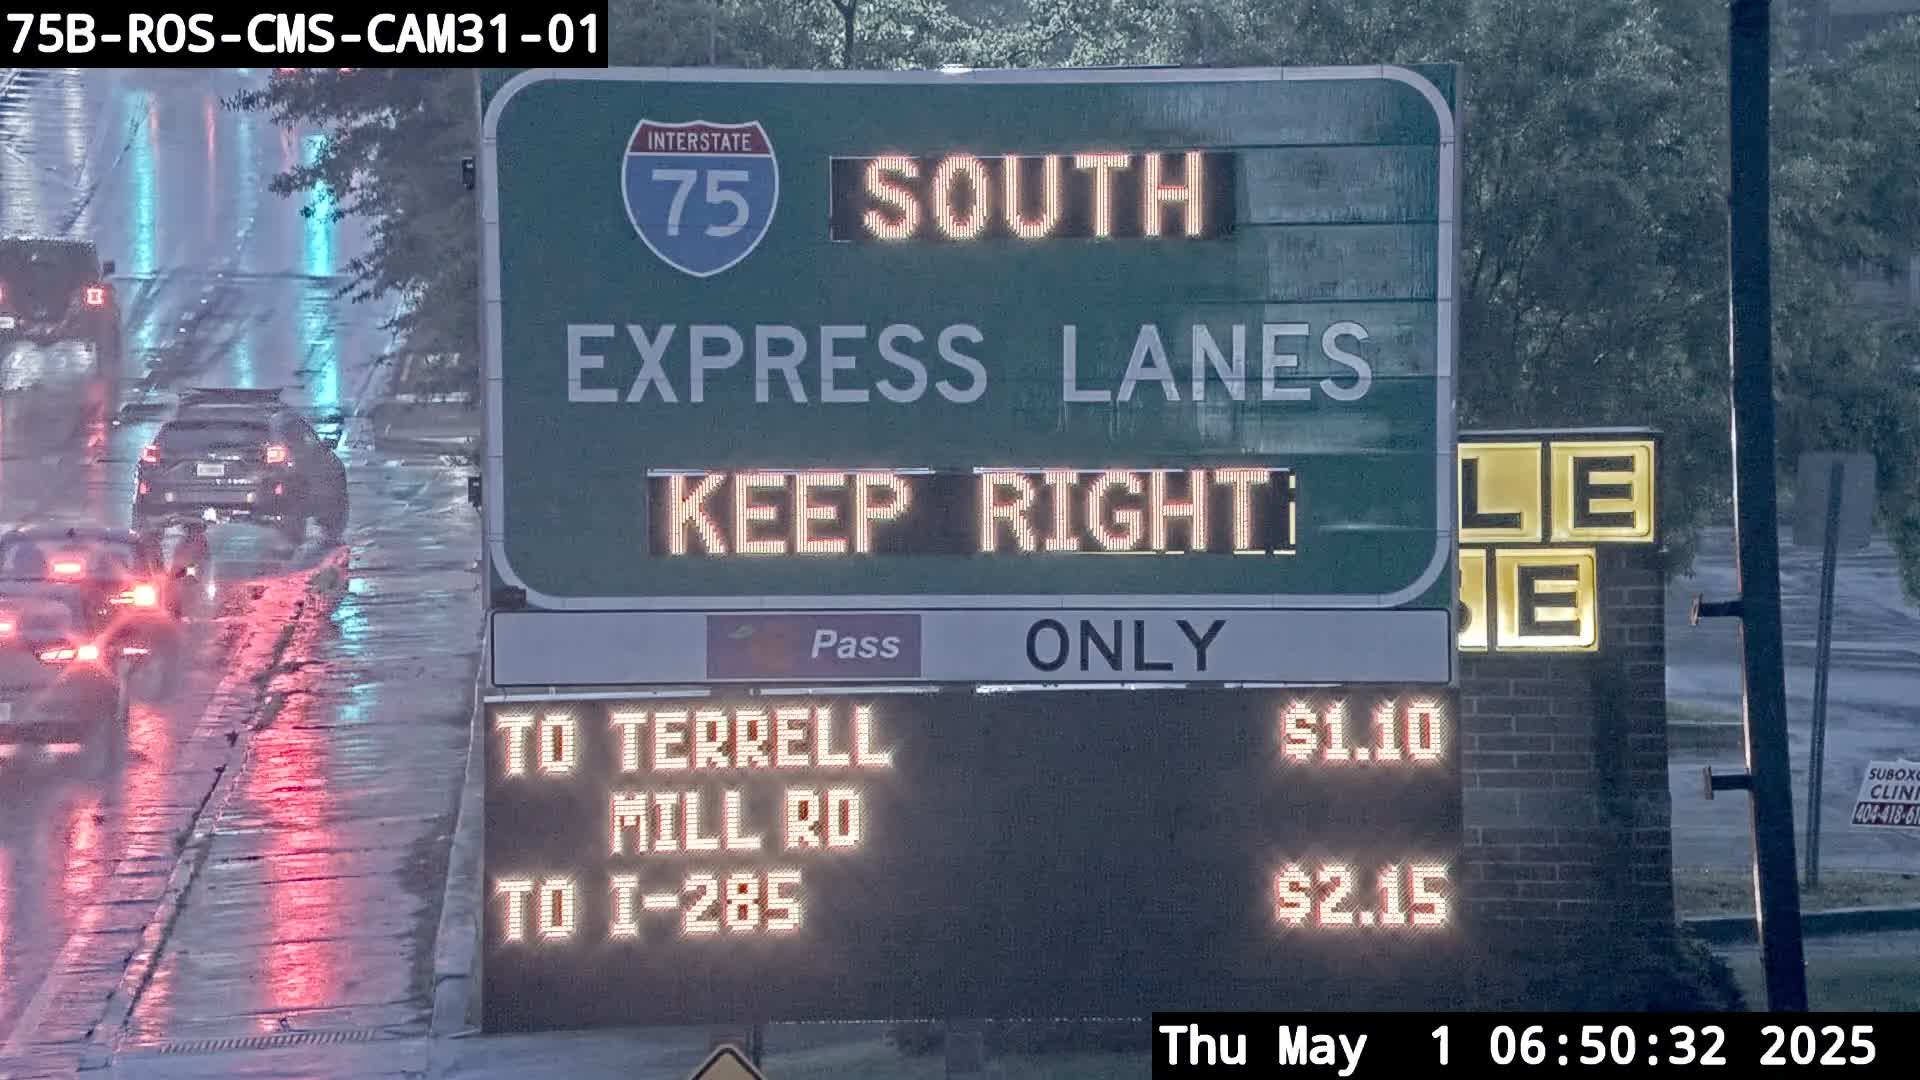 75B-ROS-CMS-CAM31-01
INTERSTATE
75
SOUTH
EXPRESS LANES
KEEP RIGHT
Pass ONLY
TO TERRELL $1.10
MILL RD
TO I-285 $2.15
LE
E
CLINI
Thu May 1 06:50:32 2025